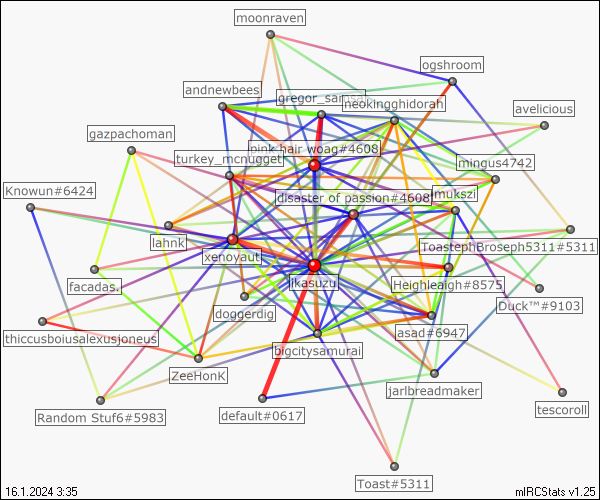 moonraven
ogshroom
andnewbees
gregor_samsa
neokingghidorah
avelicious
gazpachoman
pink hair woag#4608
turkey_mcnugget
mingus4742
Knowun#6424
disaster of passion#4608
mukszi
lahnk
ToastephBroseph5311#5311
xenoyaut
facadas.
jkasuzu
Heighleaigh#8575
Duck™#9103
doggerdig
thiccusboiusalexusjoneus
asad#6947
bigcitysamurai
ZeeHonK
jarlbreadmaker
Random Stuf6#5983
default#0617
tescoroll
Toast#5311
16.1.2024 3:35
mIRCStats v1.25